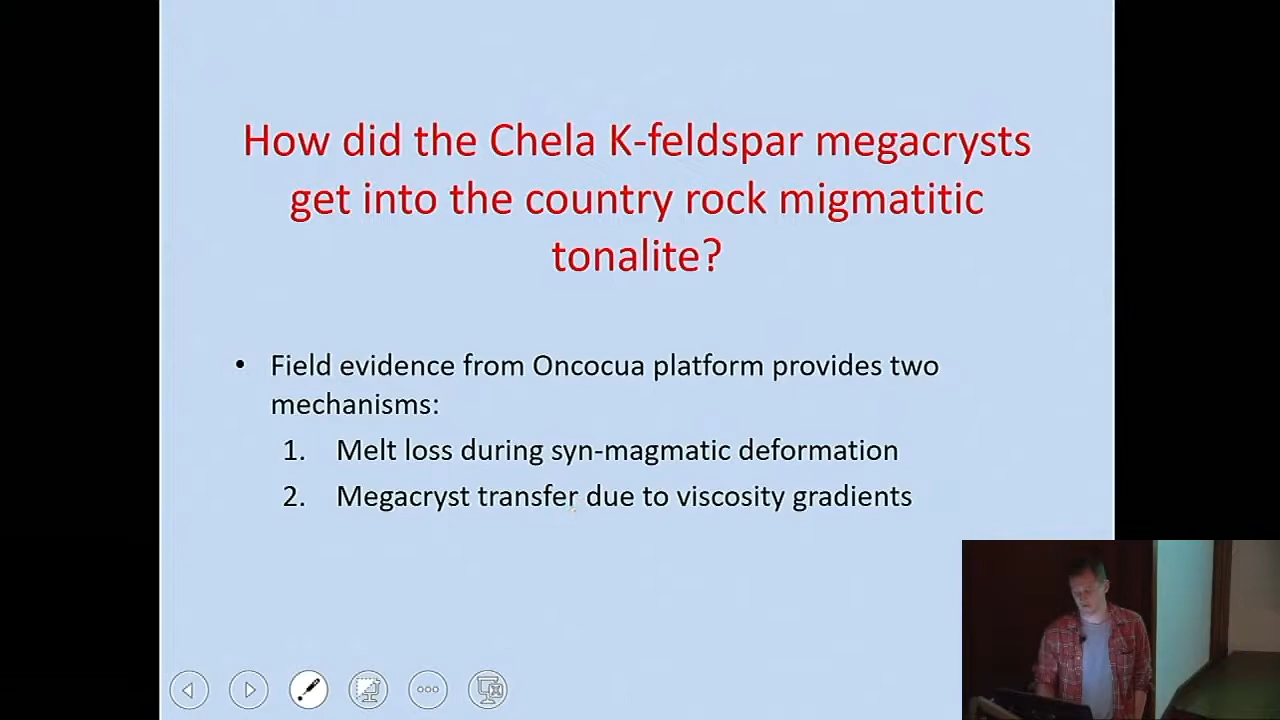 How did the Chela K-feldspar megacrysts
get into the country rock migmatitic
tonalite?
• Field evidence from Oncocua platform provides two
mechanisms:
1. Melt loss during syn-magmatic deformation
2. Megacryst transfer due to viscosity gradients